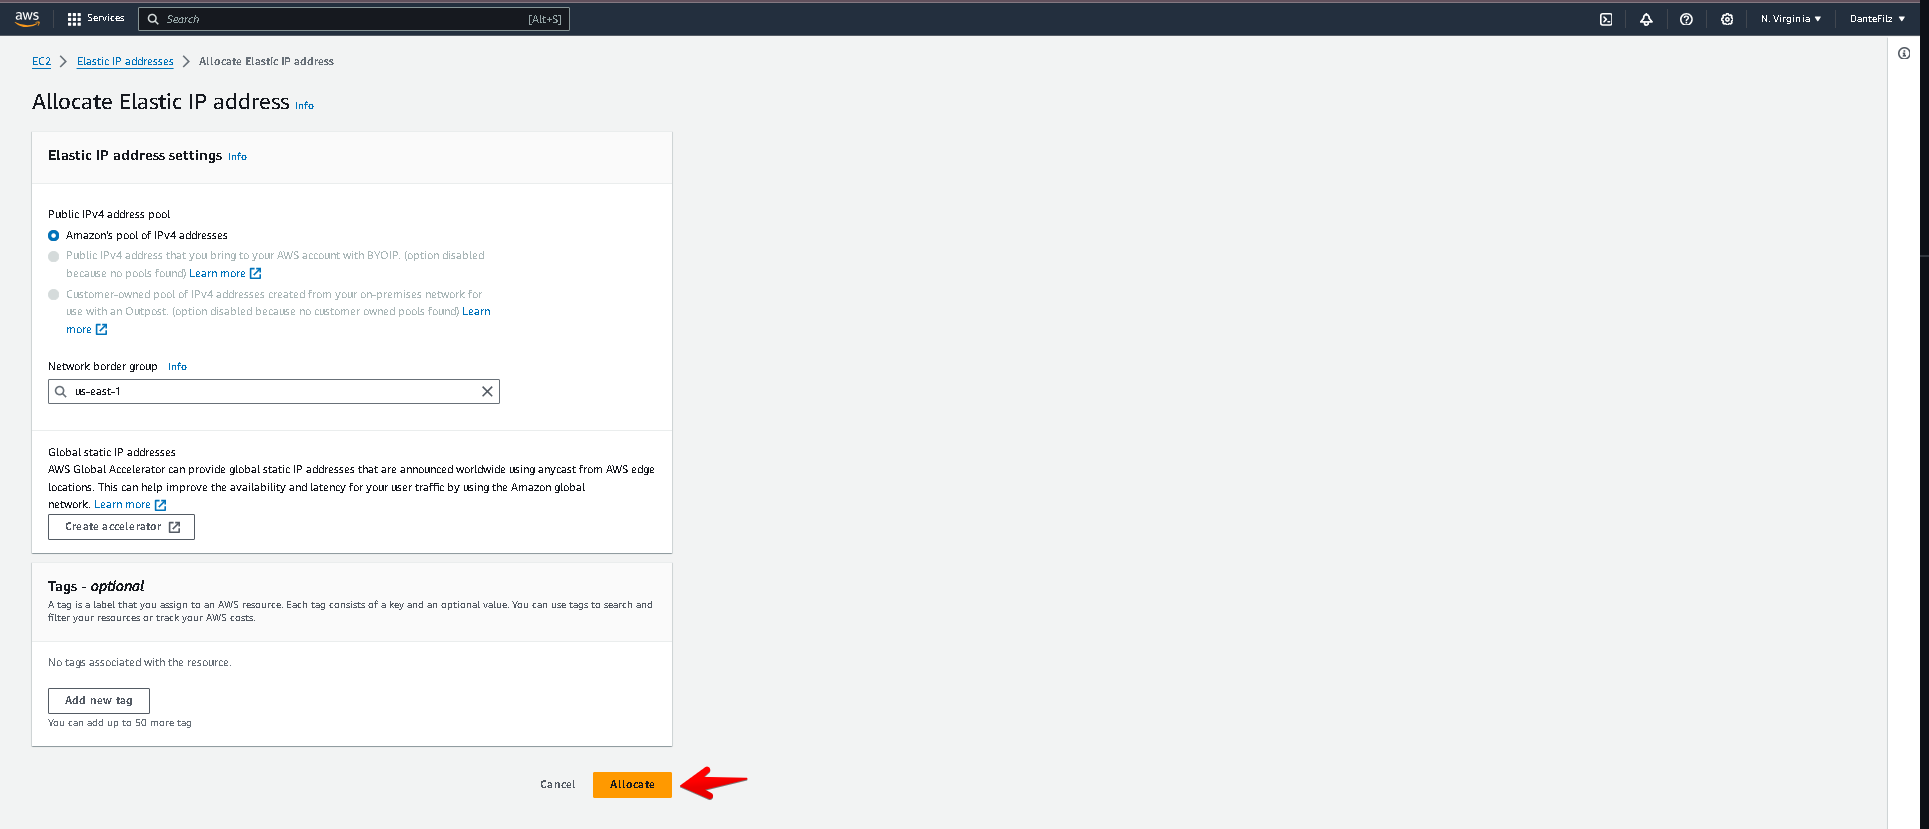 aws Services Search [Alt+S] N. Virginia DanteFilz
EC2 Elastic IP addresses Allocate Elastic IP address
Allocate Elastic IP address Info
Elastic IP address settings Info
Public IPv4 address pool
Amazon's pool of IPv4 addresses
Public IPv4 address that you bring to your AWS account with BYOIP. (option disabled
because no pools found) Learn more
Customer-owned pool of IPv4 addresses created from your on-premises network for
use with an Outpost. (option disabled because no customer owned pools found) Learn
more
Network border group Info
us-east-1
Global static IP addresses
AWS Global Accelerator can provide global static IP addresses that are announced worldwide using anycast from AWS edge
locations. This can help improve the availability and latency for your user traffic by using the Amazon global
network. Learn more
Create accelerator
Tags - optional
A tag is a label that you assign to an AWS resource. Each tag consists of a key and an optional value. You can use tags to search and
filter your resources or track your AWS costs.
No tags associated with the resource.
Add new tag
You can add up to 50 more tag
Cancel Allocate